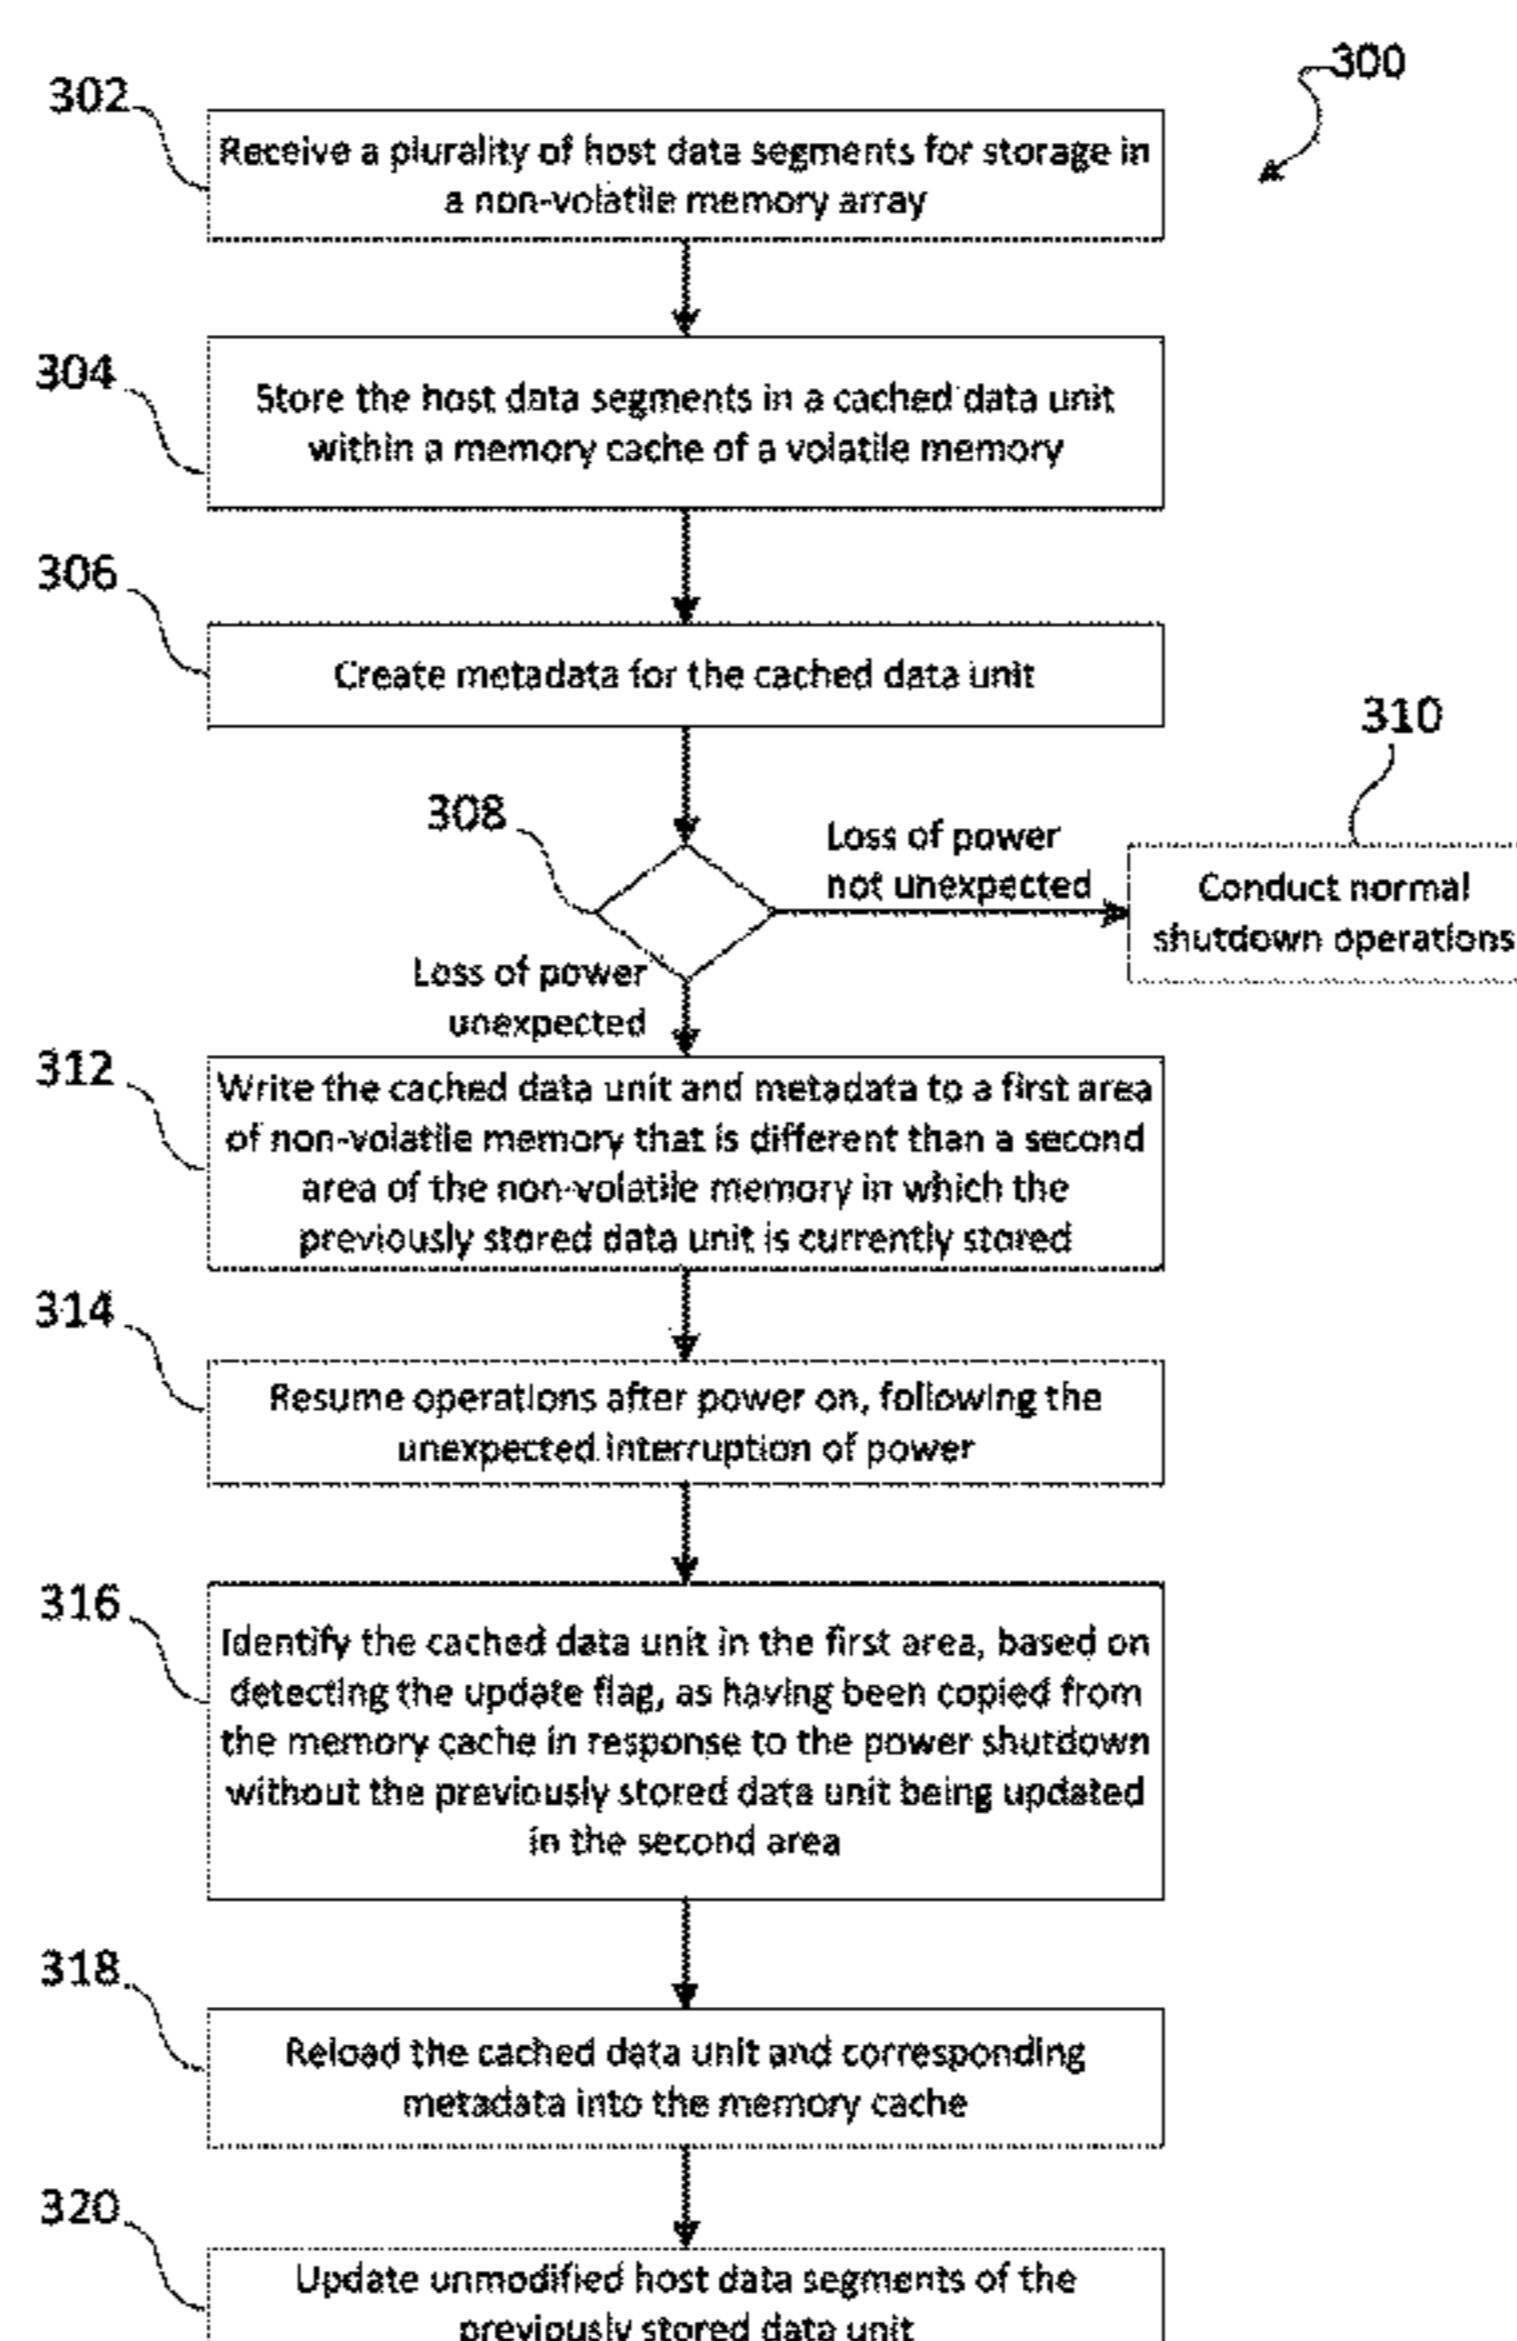 300
302
Receive a plurality of host data segments for storage in
a non-volatile memory array
304
Store the host data segments in a cached data unit
within a memory cache of a volatile memory
306
Create metadata for the cached data unit
308
Loss of power
not unexpected
310
Conduct normal
shutdown operations
Loss of power
unexpected
312
Write the cached data unit and metadata to a first area
of non-volatile memory that is different than a second
area of the non-volatile memory in which the
previously stored data unit is currently stored
314
Resume operations after power on, following the
unexpected interruption of power
316
Identify the cached data unit in the first area, based on
detecting the update flag, as having been copied from
the memory cache in response to the power shutdown
without the previously stored data unit being updated
in the second area
318
Reload the cached data unit and corresponding
metadata into the memory cache
320
Update unmodified host data segments of the
previously stored data unit